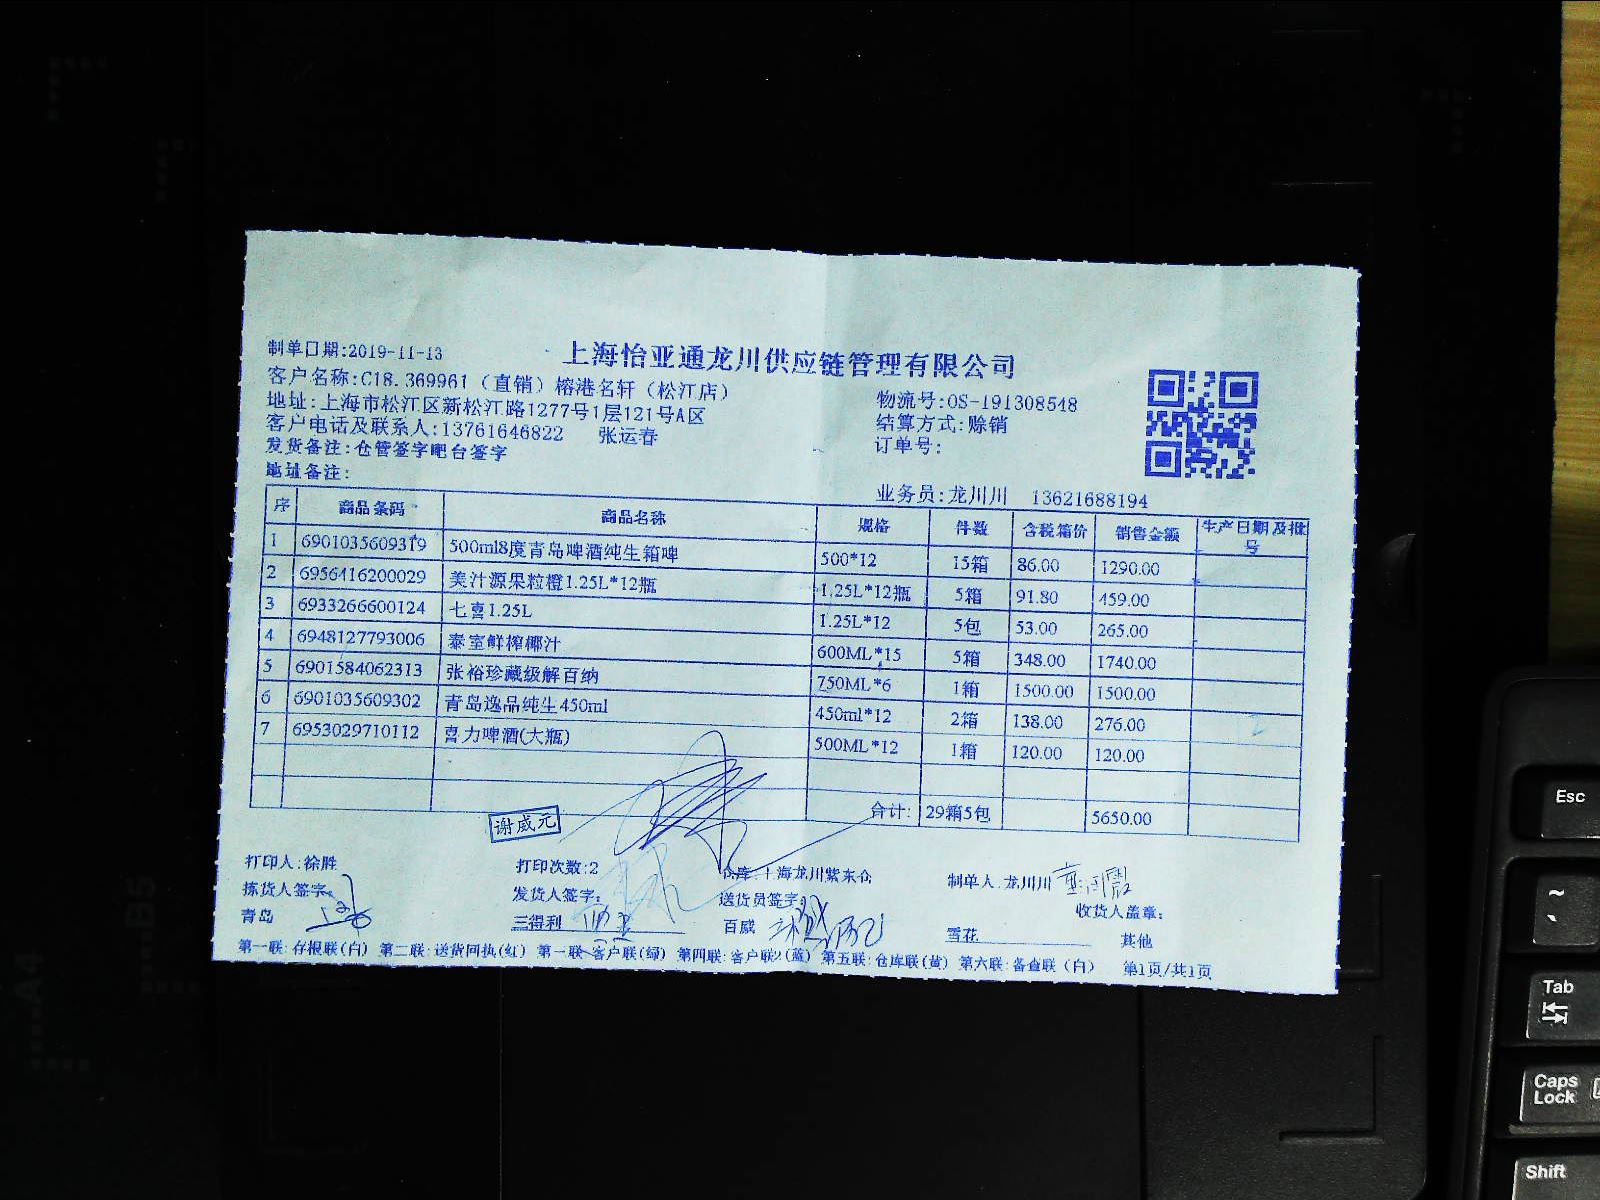 上海怡亚通龙川供应链管理有限公司
制单日期:2019-11-13
客户名称:C18.369961（直销）榕港名轩（松江店）
物流号:OS-191308548
地址:上海市松江区新松江路1277号1层121号A区
结算方式:赊销
客户电话及联系人:13761646822 张运春
订单号:
发货备注:仓管签字吧台签字
地址备注:
业务员:龙川川 13621688194
序 商品条码 商品名称 规格 件数 含税箱价 销售金额 生产日期及批号
1 6901035609319 500ml8度青岛啤酒纯生箱啤 500*12 15箱 86.00 1290.00
2 6956416200029 美汁源果粒橙1.25L*12瓶 1.25L*12瓶 5箱 91.80 459.00
3 6933266600124 七喜1.25L 1.25L*12 5包 53.00 265.00
4 6948127793006 泰室鲜榨椰汁 600ML*15 5箱 348.00 1740.00
5 6901584062313 张裕珍藏级解百纳 750ML*6 1箱 1500.00 1500.00
6 6901035609302 青岛逸品纯生450ml 450ml*12 2箱 138.00 276.00
7 6953029710112 喜力啤酒(大瓶) 500ML*12 1箱 120.00 120.00
合计: 29箱5包 5650.00
谢威元
打印人:徐胜 打印次数:2 仓库:上海龙川紫东仓 制单人:龙川川
拣货人签字: 发货人签字: 送货员签字: 收货人盖章:
青岛 三得利 百威 雪花 其他
第一联:存根联(白) 第二联:送货回执(红) 第一联:客户联(绿) 第四联:客户联2(蓝) 第五联:仓库联(黄) 第六联:备查联(白) 第1页/共1页
Esc
~
Tab
Caps Lock
Shift
A4
B5